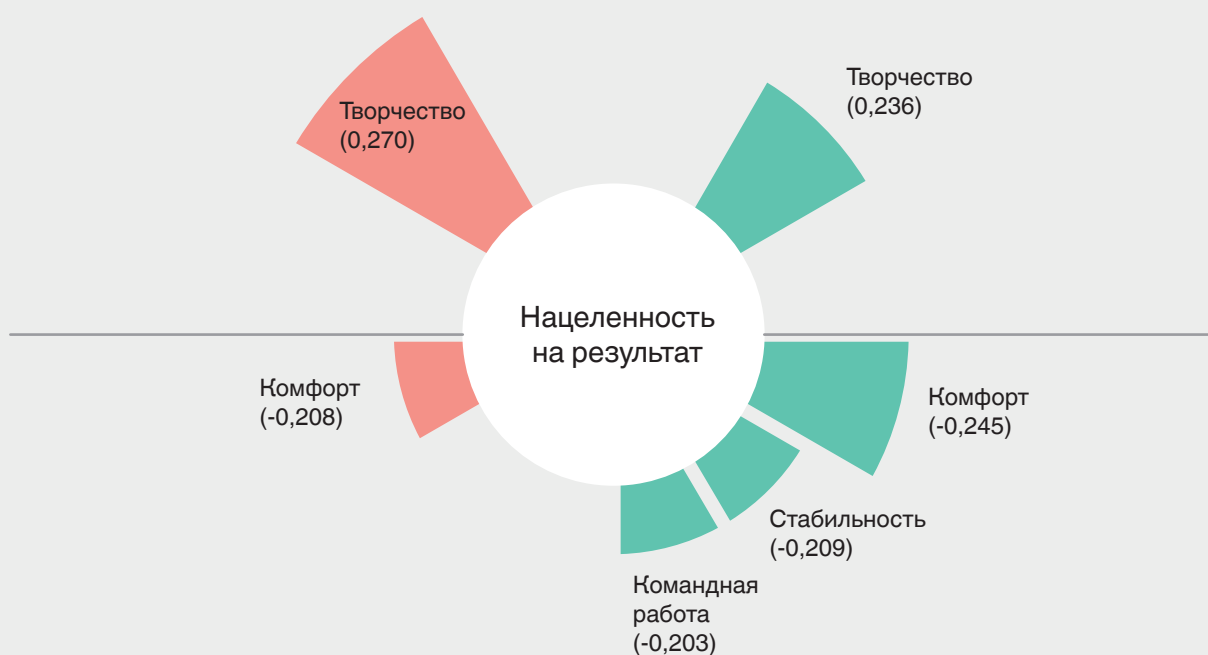 Творчество
(0,270)
Творчество
(0,236)
Нацеленность
на результат
Комфорт
(-0,208)
Комфорт
(-0,245)
Стабильность
(-0,209)
Командная
работа
(-0,203)